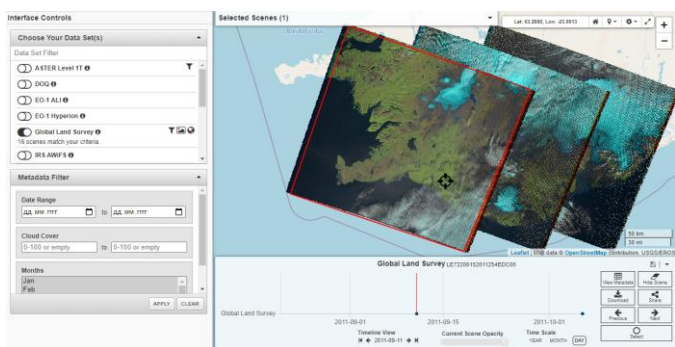 Interface Controls
Choose Your Data Set(s)
Data Set Filter
ASTER Level 1T
DOQ
EO-1 ALI
EO-1 Hyperion
Global Land Survey
16 scenes match your criteria
IRS AWIFS
Metadata Filter
Date Range
ДД.ММ.ГГГГ to ДД.ММ.ГГГГ
Cloud Cover
0-100 or empty to 0-100 or empty
Months
Jan
Feb
APPLY CLEAR
Selected Scenes (1)
50 km
30 mi
Leaflet | Map data © OpenStreetMap contributors, USGS/EROS
Global Land Survey
View Metadata
Hide Scene
Download
Share
Previous
Next
Select
Global Land Survey
2011-09-01 2011-09-15 2011-10-01
Timeline View
2011-09-11
Current Scene Opacity
Time Scale
YEAR MONTH DAY